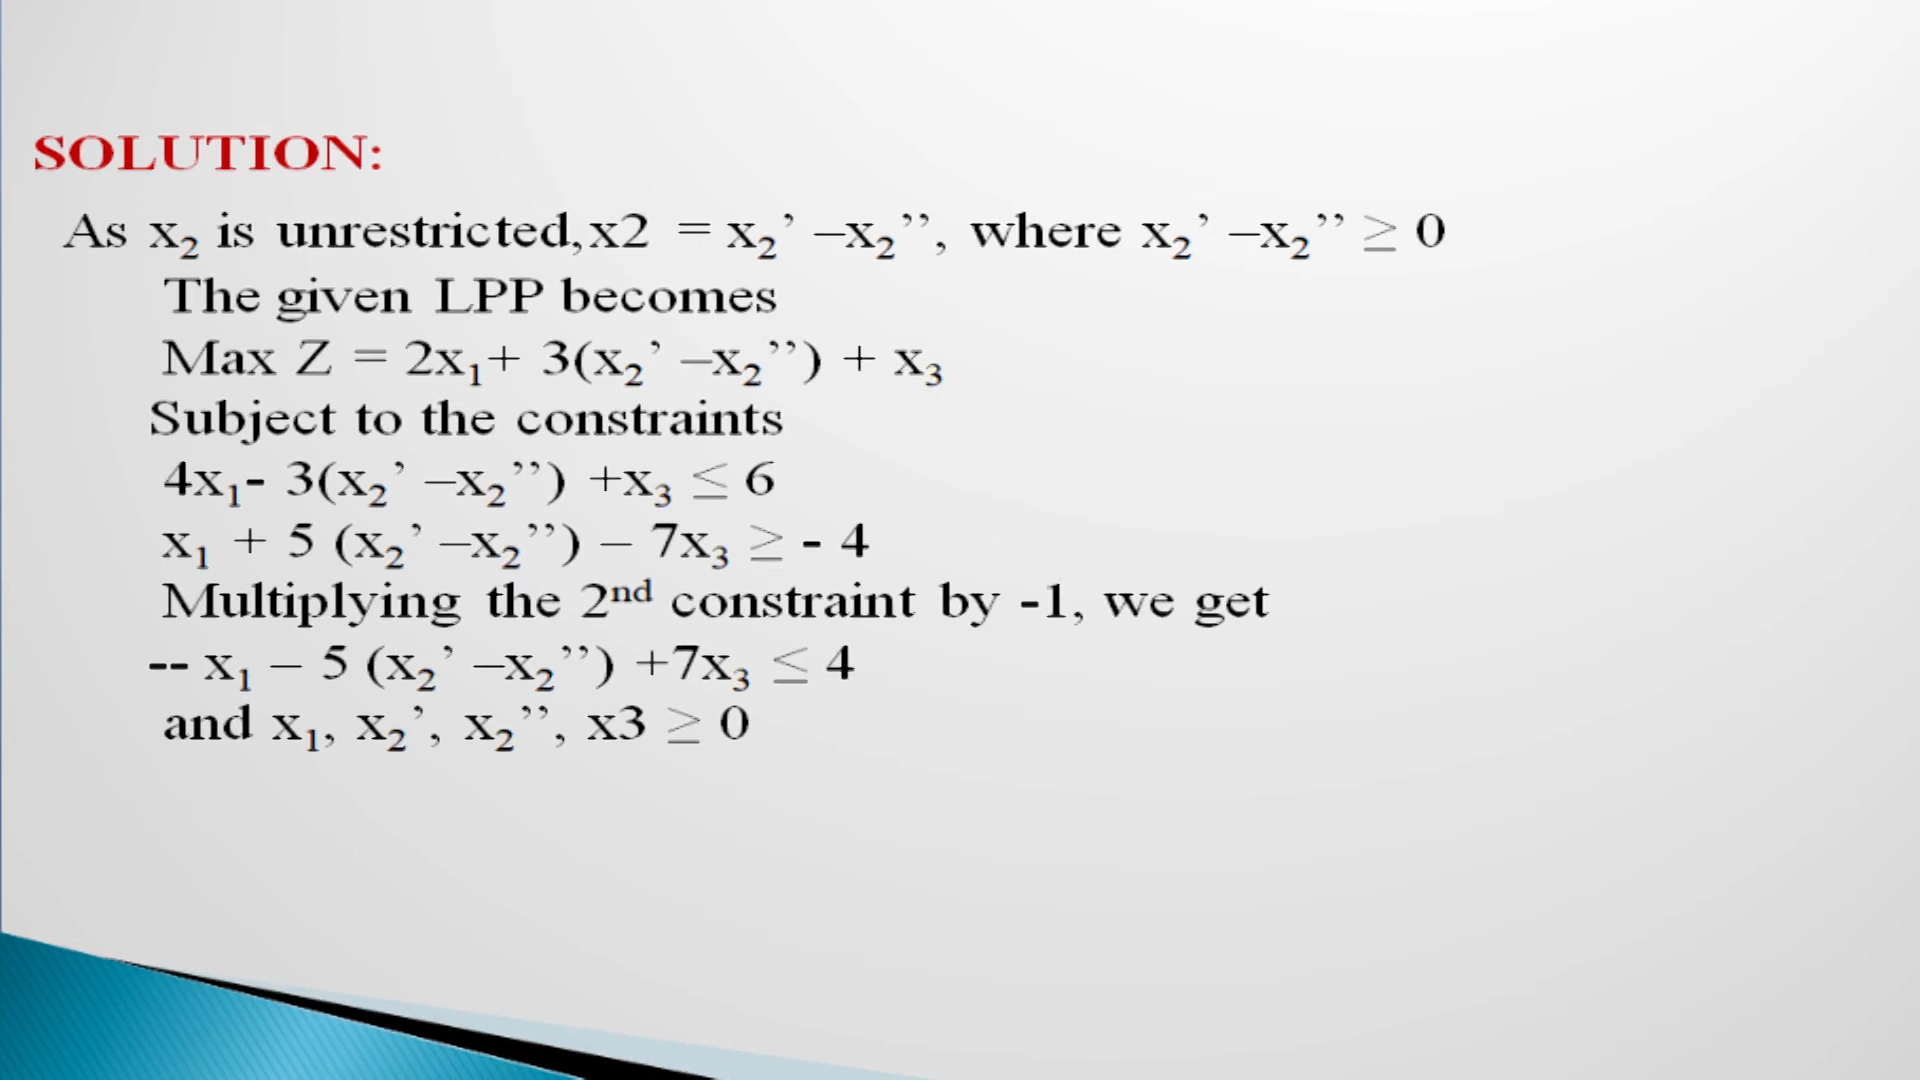 SOLUTION:
As x₂ is unrestricted,x2 = x₂’ –x₂’’, where x₂’ –x₂’’ ≥ 0
The given LPP becomes
Max Z = 2x₁+ 3(x₂’ –x₂’’) + x₃
Subject to the constraints
4x₁- 3(x₂’ –x₂’’) +x₃ ≤ 6
x₁ + 5 (x₂’ –x₂’’) – 7x₃ ≥ - 4
Multiplying the 2ⁿᵈ constraint by -1, we get
-- x₁ – 5 (x₂’ –x₂’’) +7x₃ ≤ 4
and x₁, x₂’, x₂’’, x3 ≥ 0